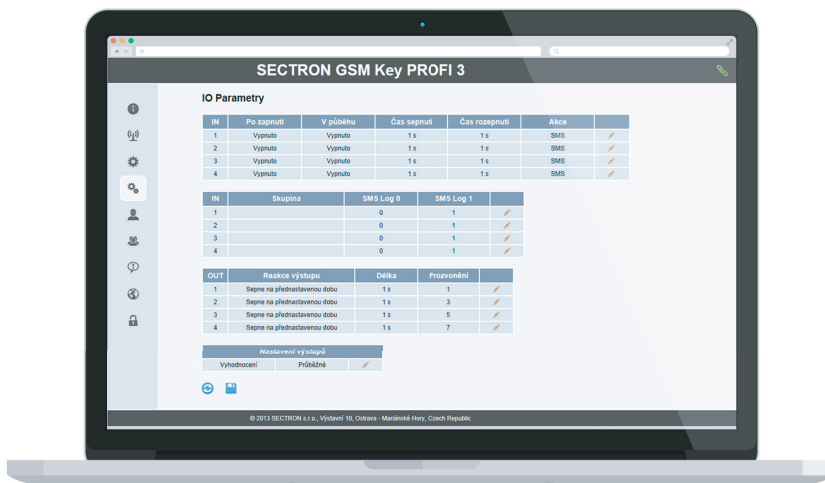 SECTRON GSM Key PROFI 3
IO Parametry
IN Po zapnutí V půběhu Čas sepnutí Čas rozepnutí Akce
1 Vypnuto Vypnuto 1 s 1 s SMS
2 Vypnuto Vypnuto 1 s 1 s SMS
3 Vypnuto Vypnuto 1 s 1 s SMS
4 Vypnuto Vypnuto 1 s 1 s SMS
IN Skupina SMS Log 0 SMS Log 1
1 0 1
2 0 1
3 0 1
4 0 1
OUT Reakce výstupu Délka Prozvonění
1 Sepne na přednastavenou dobu 1 s 1
2 Sepne na přednastavenou dobu 1 s 3
3 Sepne na přednastavenou dobu 1 s 5
4 Sepne na přednastavenou dobu 1 s 7
Nastavení výstupů
Vyhodnocení Průběžné
© 2013 SECTRON s.r.o., Výstavní 10, Ostrava - Mariánské Hory, Czech Republic